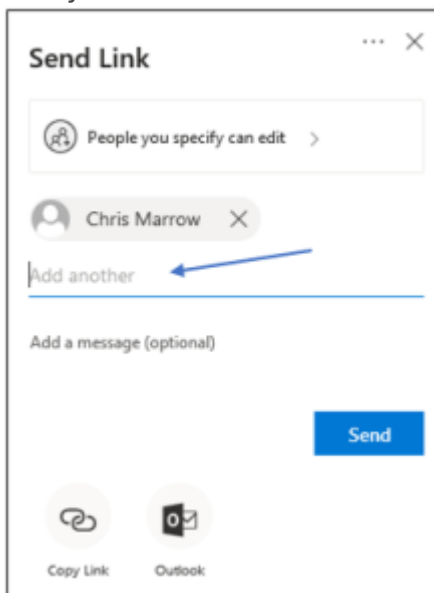 Send Link
People you specify can edit
Chris Marrow
Add another
Add a message (optional)
Send
Copy Link
Outlook